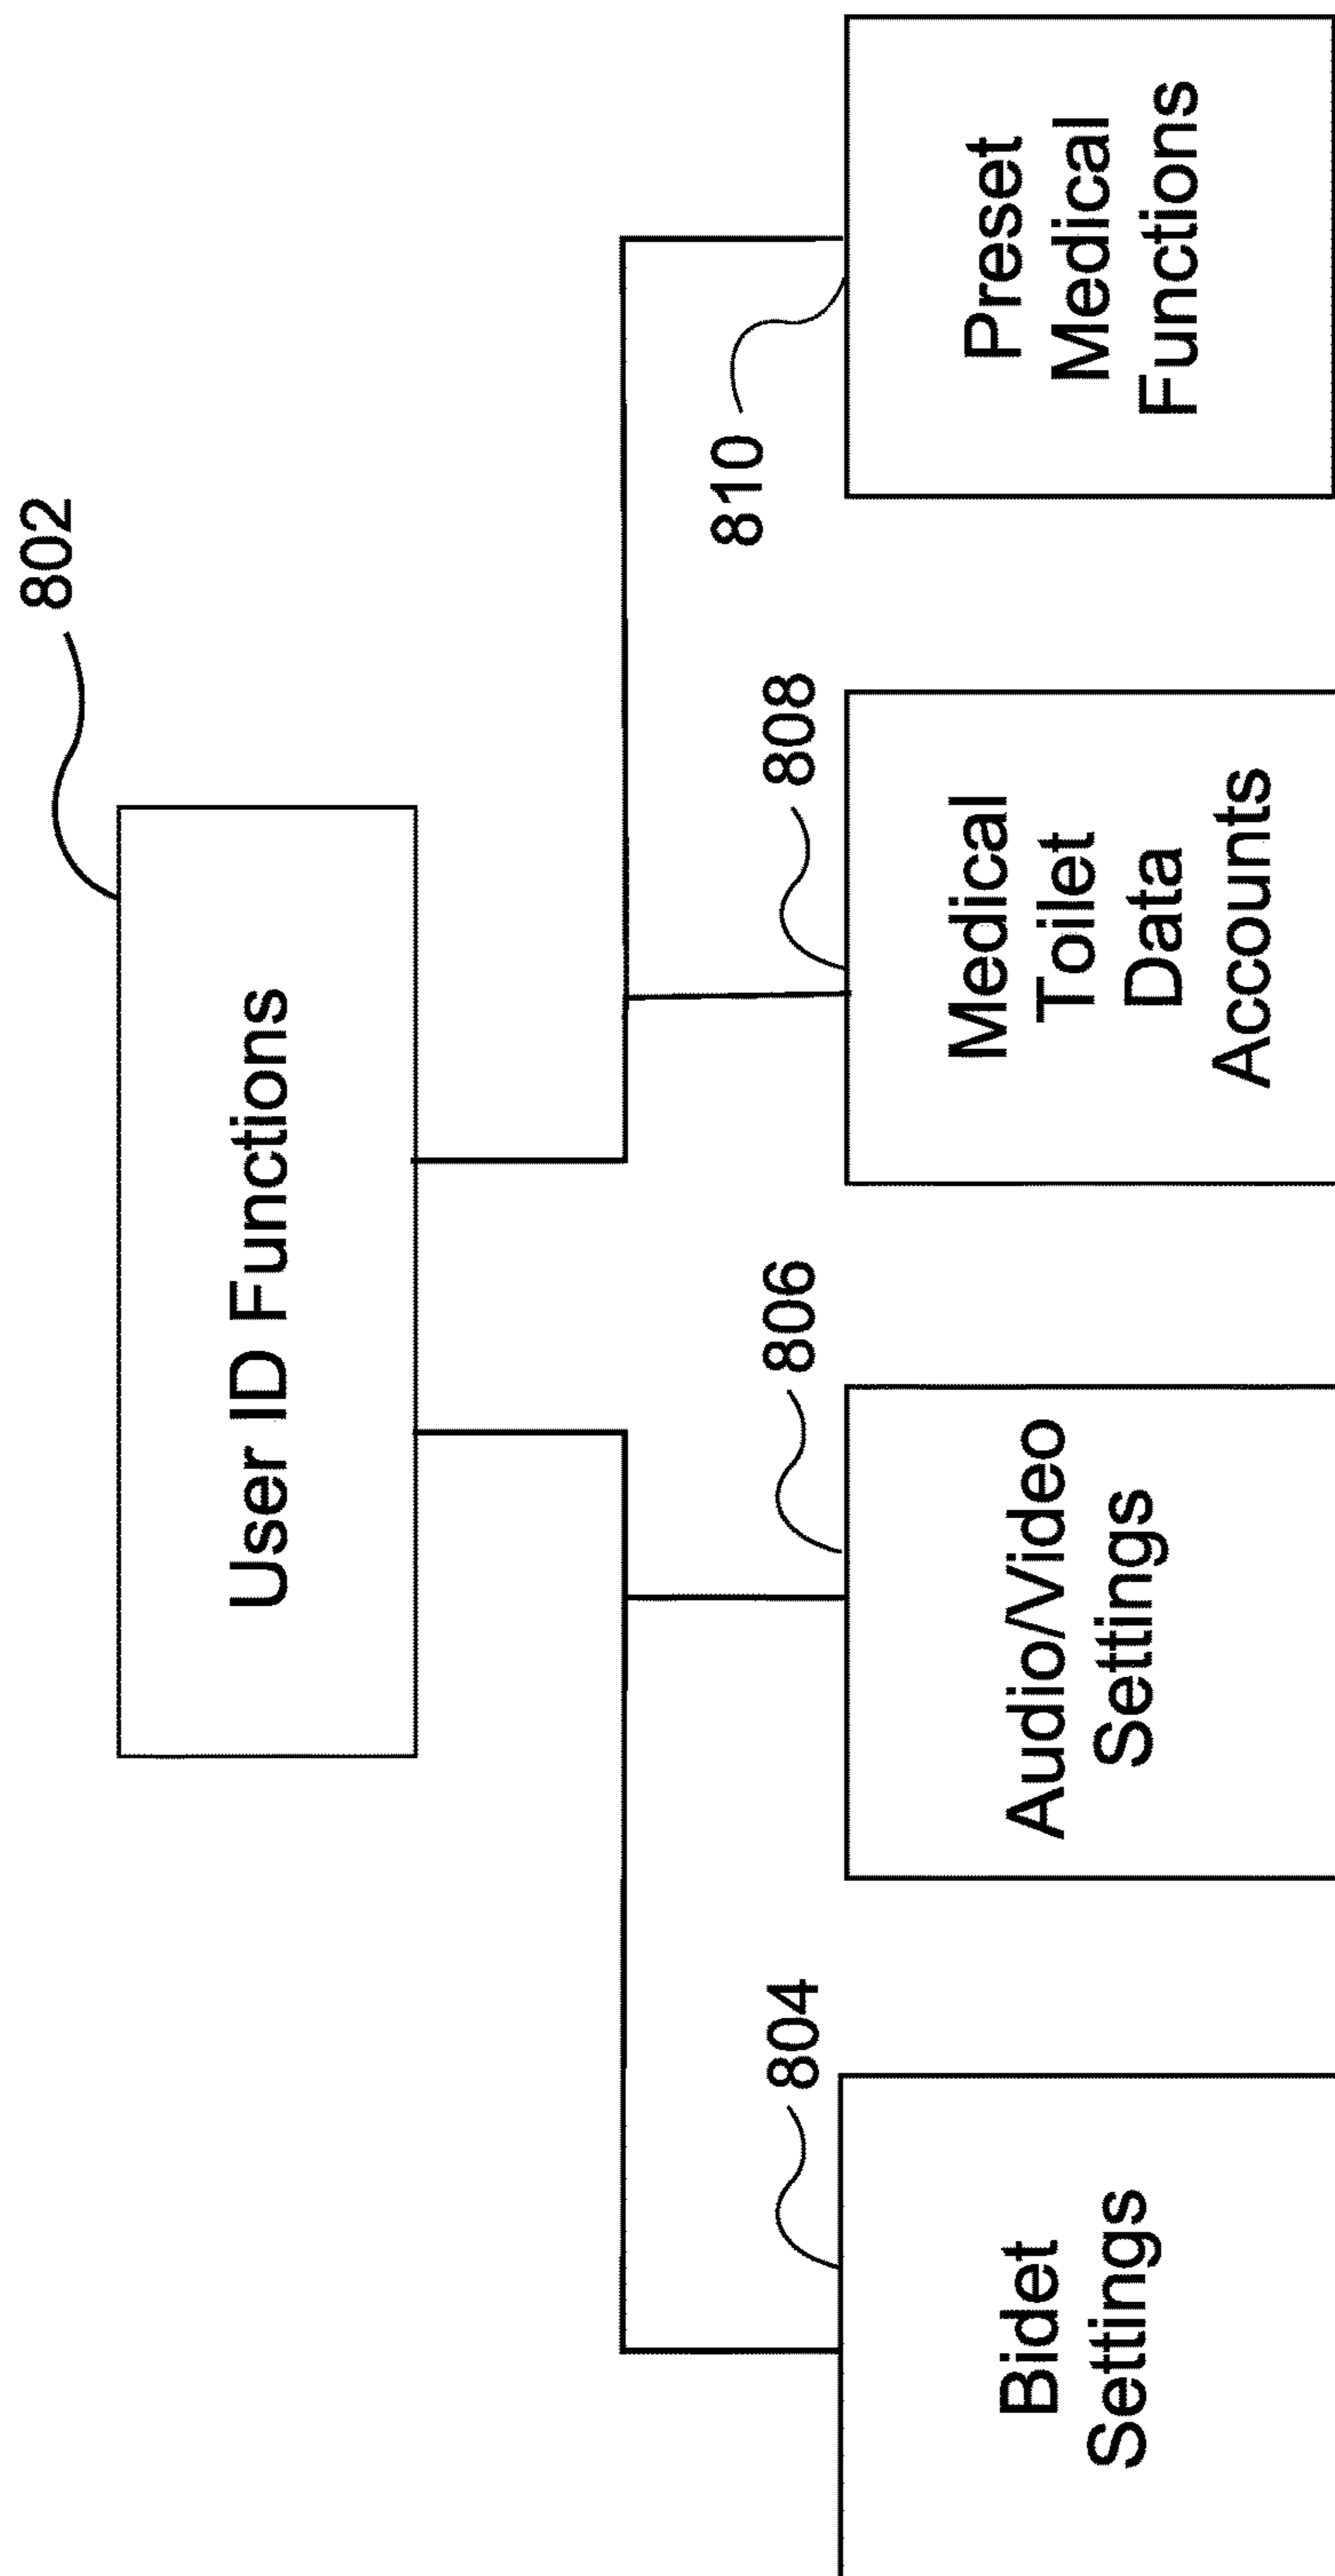 802
User ID Functions
804
806
808
810
Bidet
Settings
Audio/Video
Settings
Medical
Toilet
Data
Accounts
Preset
Medical
Functions